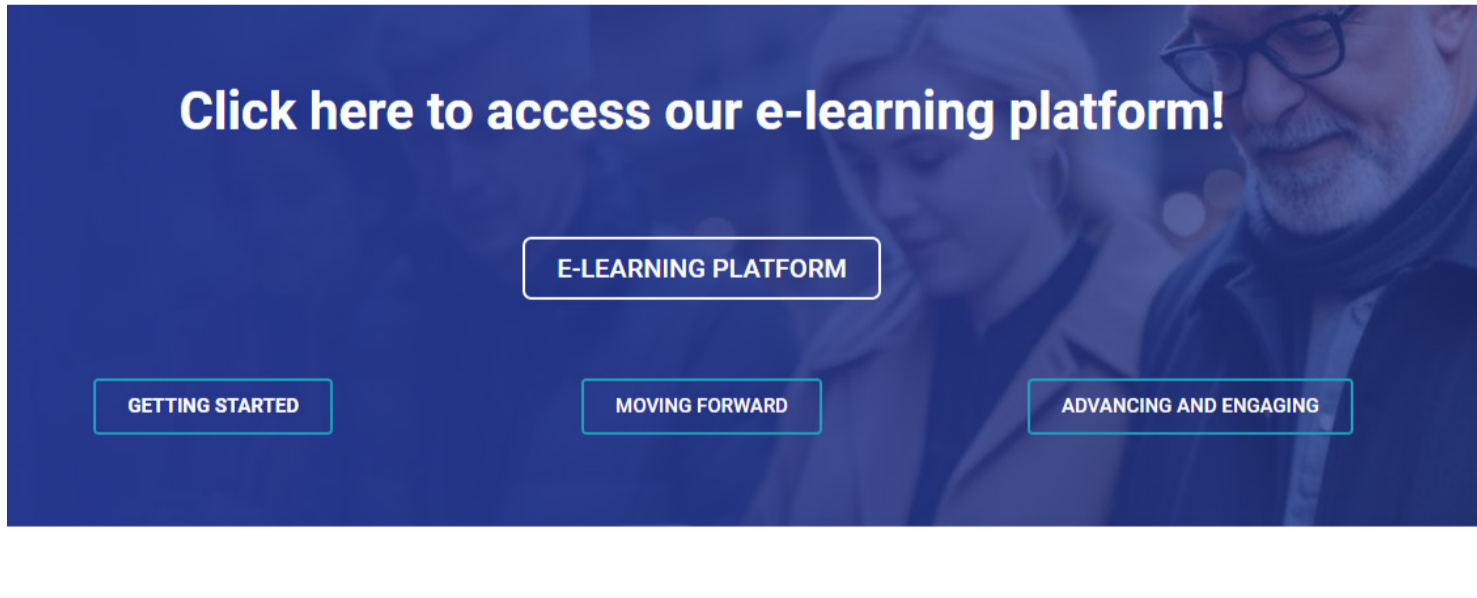 Click here to access our e-learning platform!
E-LEARNING PLATFORM
GETTING STARTED
MOVING FORWARD
ADVANCING AND ENGAGING